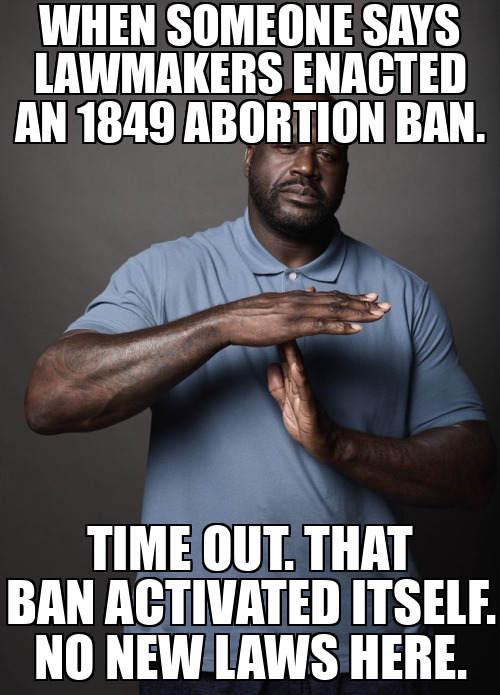 WHEN SOMEONE SAYS
LAWMAKERS ENACTED
AN 1849 ABORTION BAN.
TIME OUT. THAT
BAN ACTIVATED ITSELF.
NO NEW LAWS HERE.